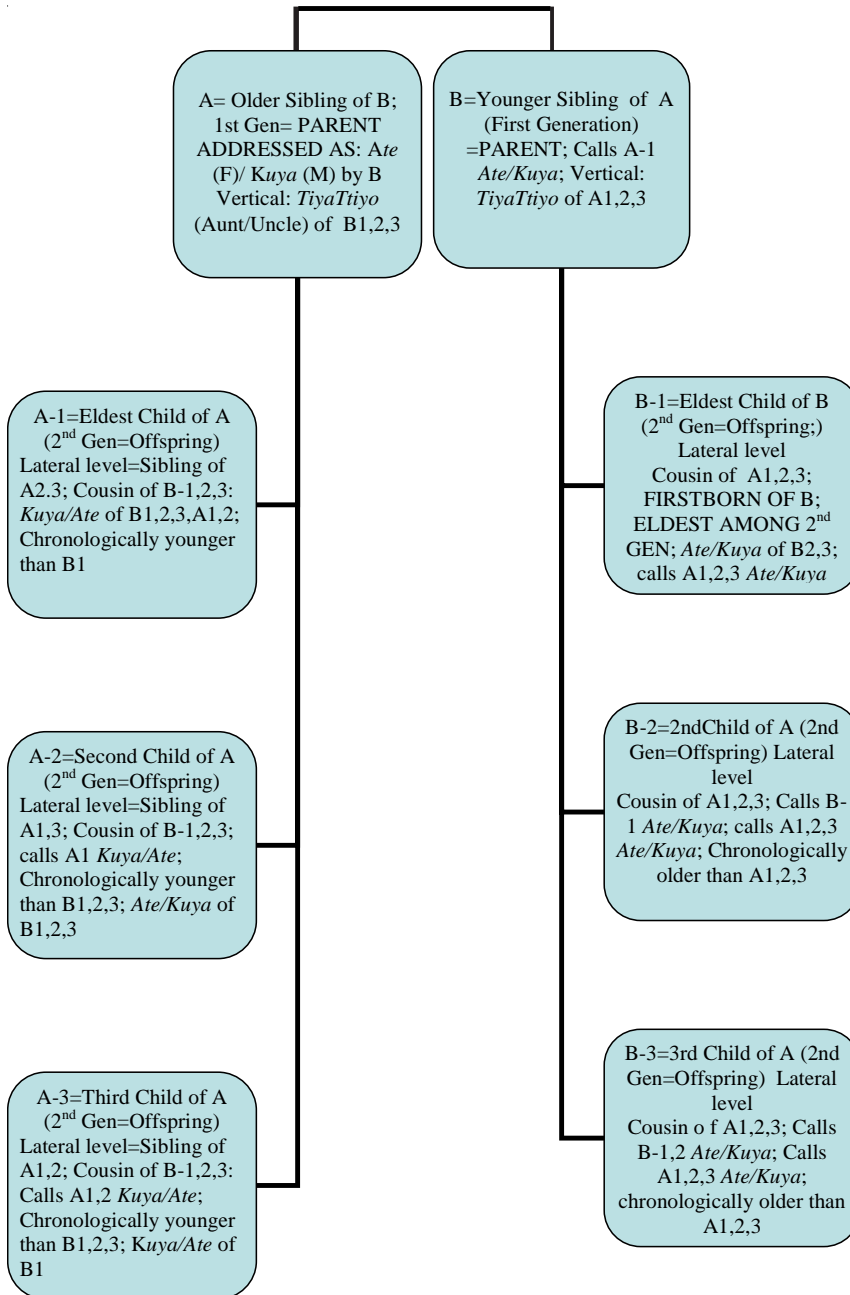 A= Older Sibling of B;
1st Gen= PARENT
ADDRESSED AS: Ate
(F)/ Kuya (M) by B
Vertical: TiyaTtiyo
(Aunt/Uncle) of B1,2,3
B=Younger Sibling of A
(First Generation)
=PARENT; Calls A-1
Ate/Kuya; Vertical:
TiyaTtiyo of A1,2,3
A-1=Eldest Child of A
(2nd Gen=Offspring)
Lateral level=Sibling of
A2.3; Cousin of B-1,2,3:
Kuya/Ate of B1,2,3,A1,2;
Chronologically younger
than B1
B-1=Eldest Child of B
(2nd Gen=Offspring;)
Lateral level
Cousin of A1,2,3;
FIRSTBORN OF B;
ELDEST AMONG 2nd
GEN; Ate/Kuya of B2,3;
calls A1,2,3 Ate/Kuya
A-2=Second Child of A
(2nd Gen=Offspring)
Lateral level=Sibling of
A1,3; Cousin of B-1,2,3;
calls A1 Kuya/Ate;
Chronologically younger
than B1,2,3; Ate/Kuya of
B1,2,3
B-2=2ndChild of A (2nd
Gen=Offspring) Lateral
level
Cousin of A1,2,3; Calls B-
1 Ate/Kuya; calls A1,2,3
Ate/Kuya; Chronologically
older than A1,2,3
A-3=Third Child of A
(2nd Gen=Offspring)
Lateral level=Sibling of
A1,2; Cousin of B-1,2,3:
Calls A1,2 Kuya/Ate;
Chronologically younger
than B1,2,3; Kuya/Ate of
B1
B-3=3rd Child of A (2nd
Gen=Offspring) Lateral
level
Cousin o f A1,2,3; Calls
B-1,2 Ate/Kuya; Calls
A1,2,3 Ate/Kuya;
chronologically older than
A1,2,3